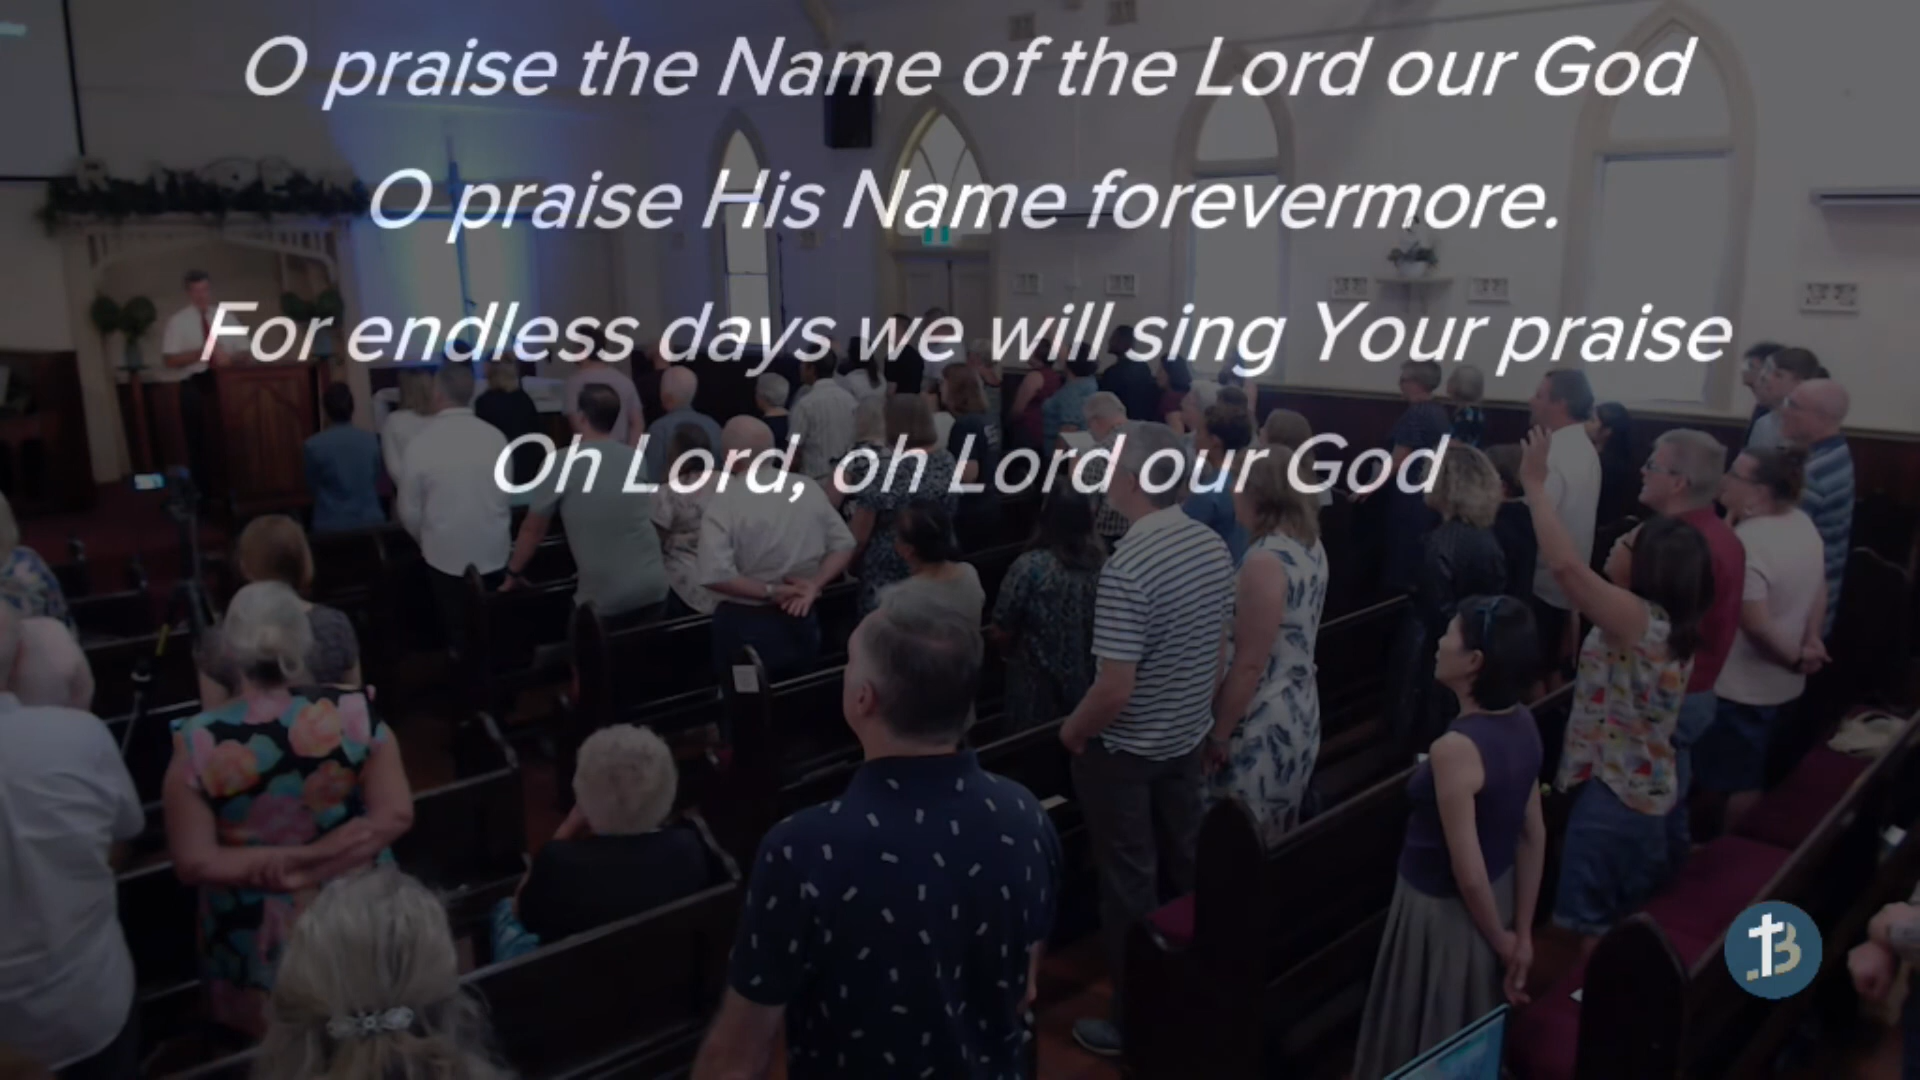 O praise the Name of the Lord our God
O praise His Name forevermore.
For endless days we will sing Your praise
Oh Lord, oh Lord our God